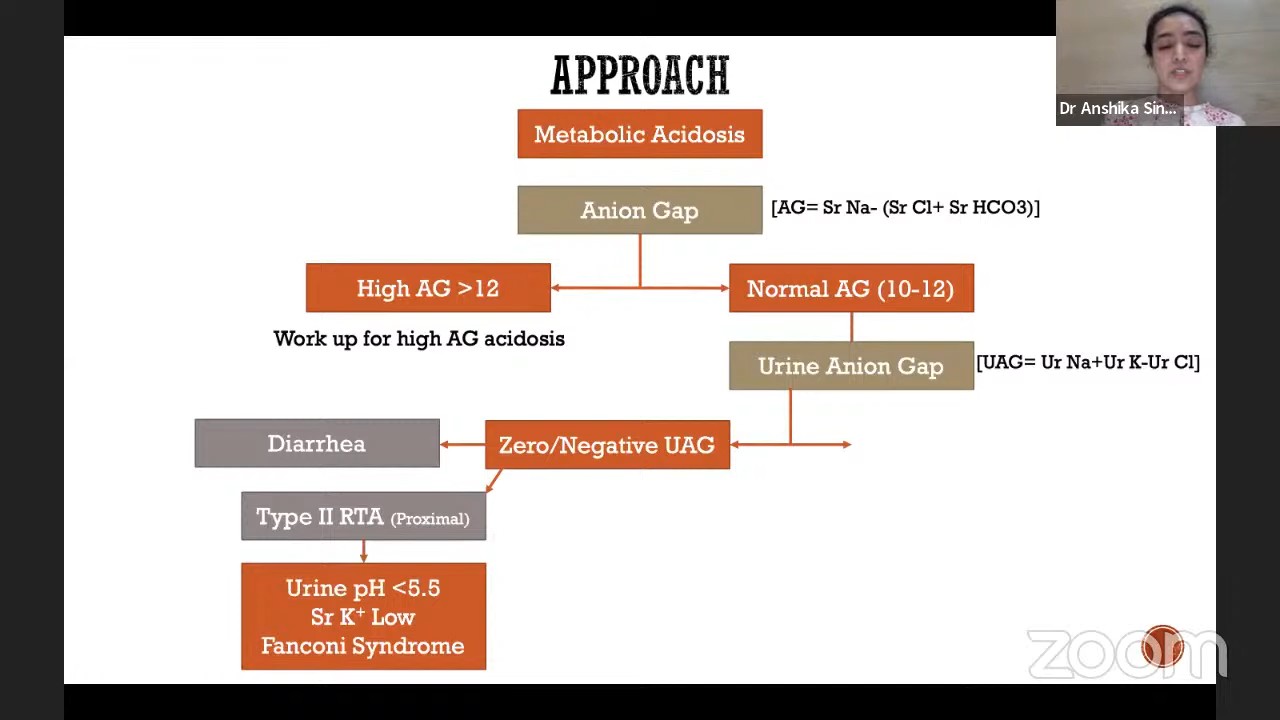 APPROACH
Dr Anshika Sin...
Metabolic Acidosis
Anion Gap
[AG= Sr Na- (Sr Cl+ Sr HCO3)]
High AG >12
Normal AG (10-12)
Work up for high AG acidosis
Urine Anion Gap
[UAG= Ur Na+Ur K-Ur Cl]
Diarrhea
Zero/Negative UAG
Type II RTA (Proximal)
Urine pH <5.5
Sr K⁺ Low
Fanconi Syndrome
zoom